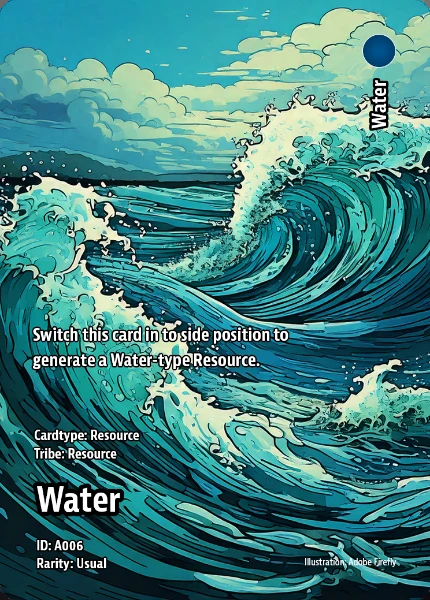 Water
Switch this card in to side position to
generate a Water-type Resource.
Cardtype: Resource
Tribe: Resource
Water
ID: A006
Rarity: Usual
Illustration: Adobe Firefly